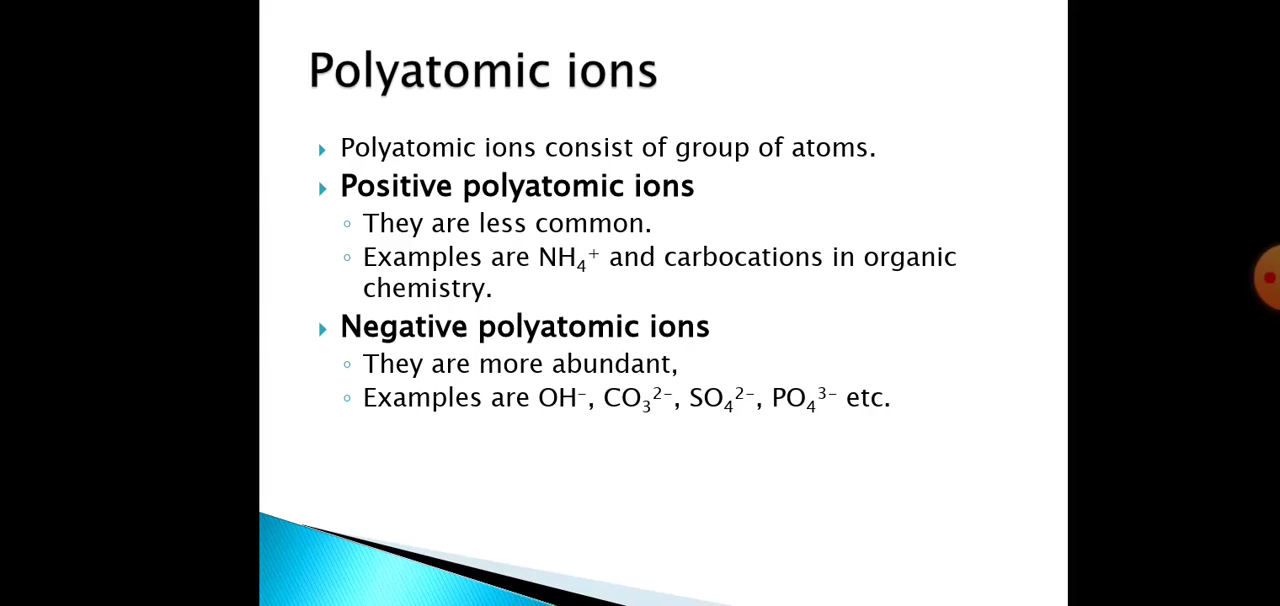 Polyatomic ions
Polyatomic ions consist of group of atoms.
Positive polyatomic ions
They are less common.
Examples are NH₄⁺ and carbocations in organic
chemistry.
Negative polyatomic ions
They are more abundant,
Examples are OH⁻, CO₃²⁻, SO₄²⁻, PO₄³⁻ etc.